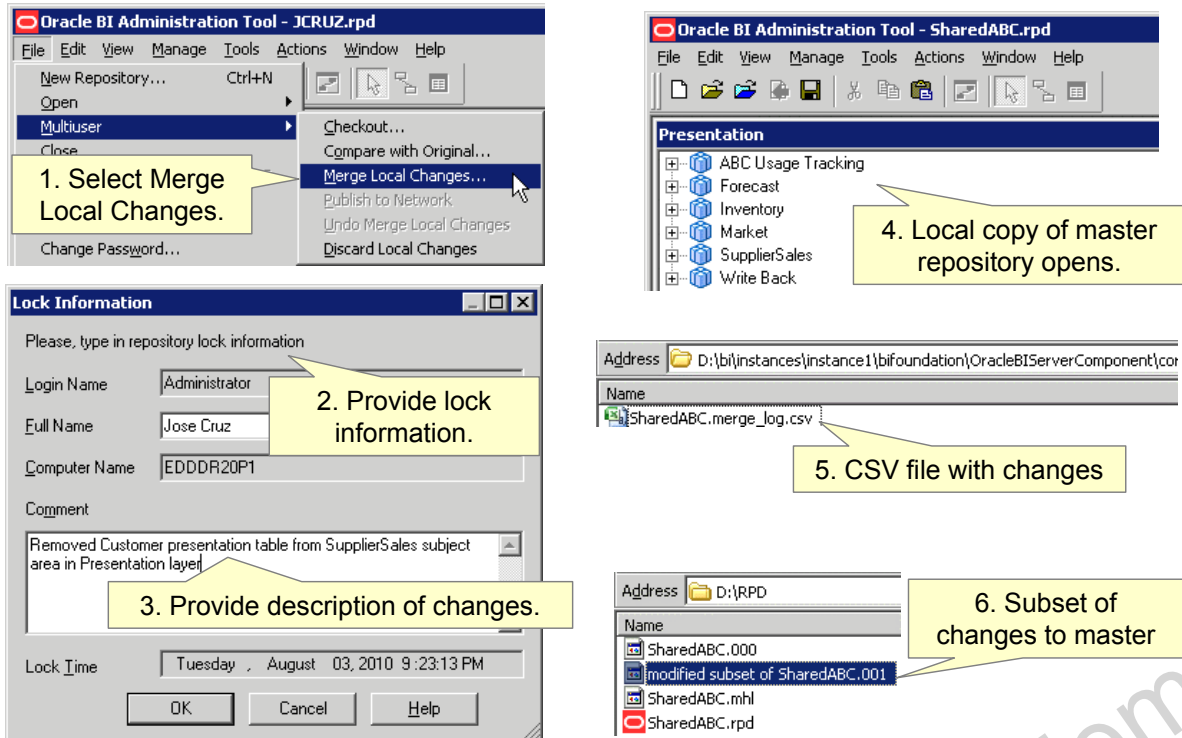 Oracle BI Administration Tool - JCRUZ.rpd
File Edit View Manage Tools Actions Window Help
New Repository... Ctrl+N
Open
Multiuser
Close
Change Password...
Checkout...
Compare with Original...
Merge Local Changes...
Publish to Network
Undo Merge Local Changes
Discard Local Changes
1. Select Merge
Local Changes.
Lock Information
Please, type in repository lock information
Login Name Administrator
Full Name Jose Cruz
Computer Name EDDDR20P1
2. Provide lock
information.
Comment
Removed Customer presentation table from SupplierSales subject
area in Presentation layer
3. Provide description of changes.
Lock Time Tuesday , August 03, 2010 9:23:13 PM
OK Cancel Help
Oracle BI Administration Tool - SharedABC.rpd
File Edit View Manage Tools Actions Window Help
Presentation
ABC Usage Tracking
Forecast
Inventory
Market
SupplierSales
Write Back
4. Local copy of master
repository opens.
Address D:\bi\instances\instance1\bifoundation\OracleBIServerComponent\cor
Name
SharedABC.merge_log.csv
5. CSV file with changes
Address D:\RPD
Name
SharedABC.000
modified subset of SharedABC.001
SharedABC.mhl
SharedABC.rpd
6. Subset of
changes to master